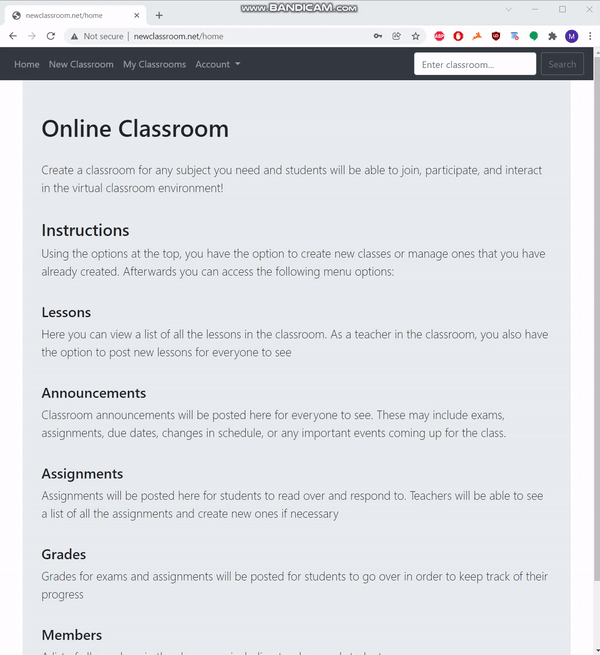 www.BANDICAM.com
newclassroom.net/home
Not secure | newclassroom.net/home
ABP
M
Home New Classroom My Classrooms Account Enter classroom... Search
Online Classroom
Create a classroom for any subject you need and students will be able to join, participate, and interact
in the virtual classroom environment!
Instructions
Using the options at the top, you have the option to create new classes or manage ones that you have
already created. Afterwards you can access the following menu options:
Lessons
Here you can view a list of all the lessons in the classroom. As a teacher in the classroom, you also have
the option to post new lessons for everyone to see
Announcements
Classroom announcements will be posted here for everyone to see. These may include exams,
assignments, due dates, changes in schedule, or any important events coming up for the class.
Assignments
Assignments will be posted here for students to read over and respond to. Teachers will be able to see
a list of all the assignments and create new ones if necessary
Grades
Grades for exams and assignments will be posted for students to go over in order to keep track of their
progress
Members